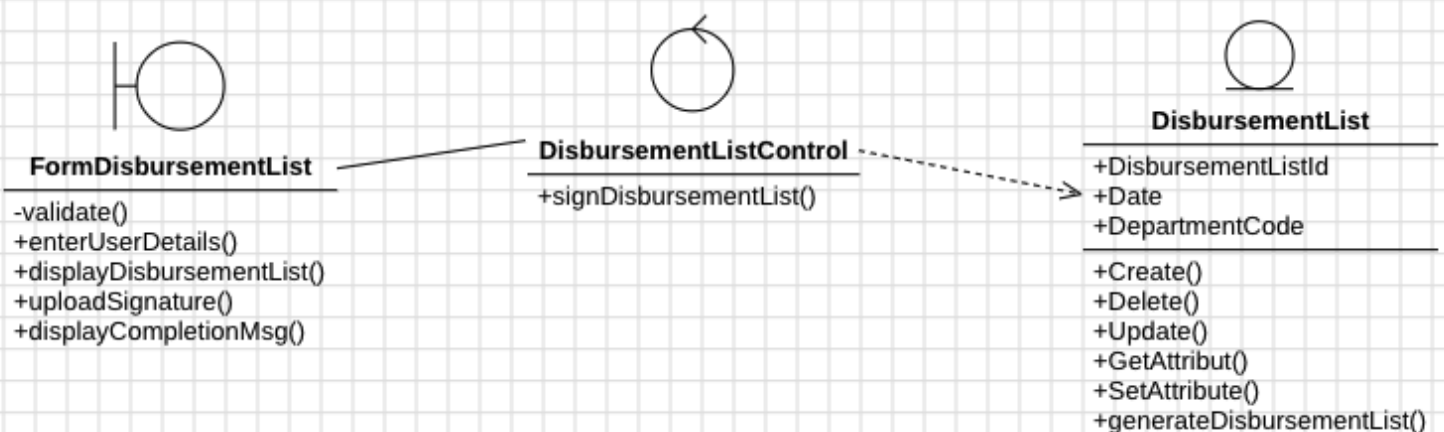 FormDisbursementList
-validate()
+enterUserDetails()
+displayDisbursementList()
+uploadSignature()
+displayCompletionMsg()
DisbursementListControl
+signDisbursementList()
DisbursementList
+DisbursementListId
+Date
+DepartmentCode
+Create()
+Delete()
+Update()
+GetAttribut()
+SetAttribute()
+generateDisbursementList()